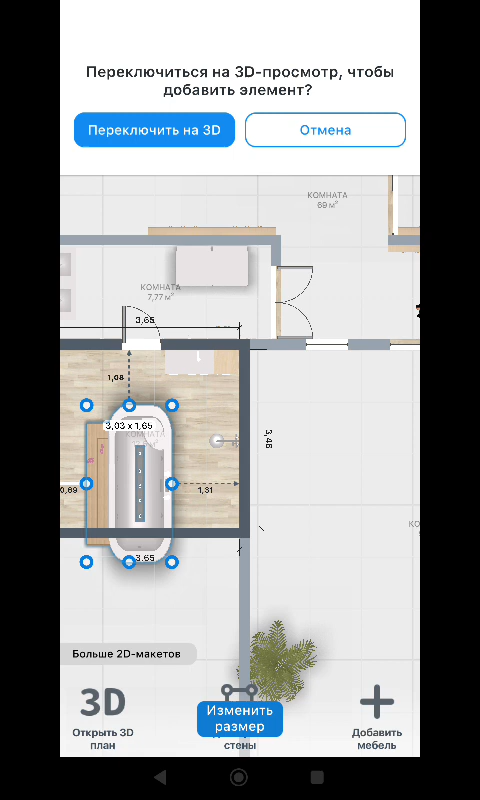 Переключиться на 3D-просмотр, чтобы
добавить элемент?
Переключить на 3D
Отмена
КОМНАТА
69 м²
КОМНАТА
7,77 м²
3,65
1,08
3,03 x 1,65
КОМНАТА
3,46
0,69
1,31
3,65
Больше 2D-макетов
3D
Открыть 3D
план
Изменить
размер
стены
Добавить
мебель